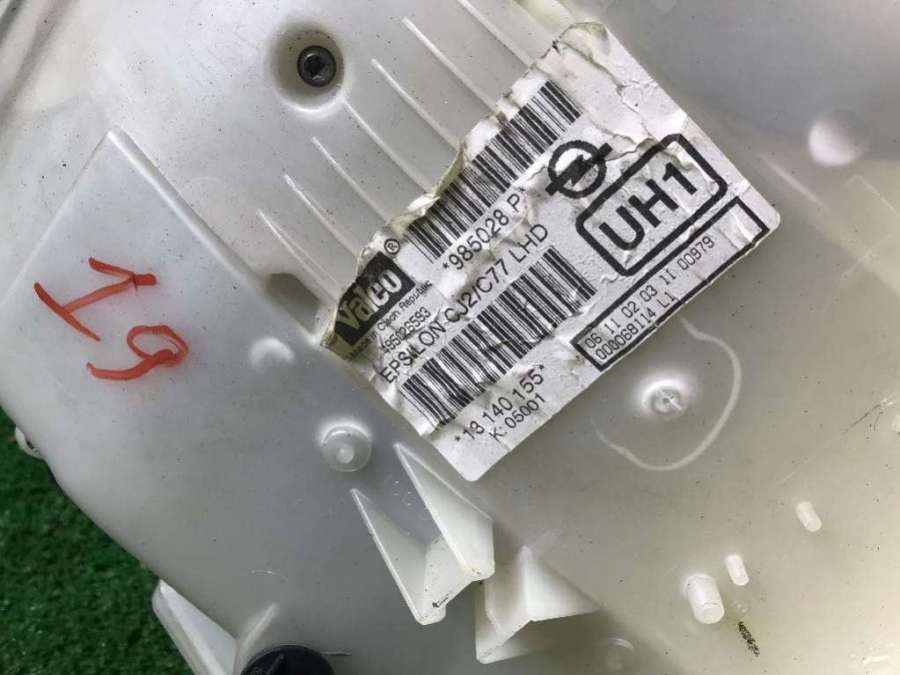 19
*985028 P
UH1
Valeo ®
Made in Czech Republic
EPSILON CJ2/C77 LHD
06 11 02 03 11 00979
000068114 L1
*13 140 155*
K: 05001